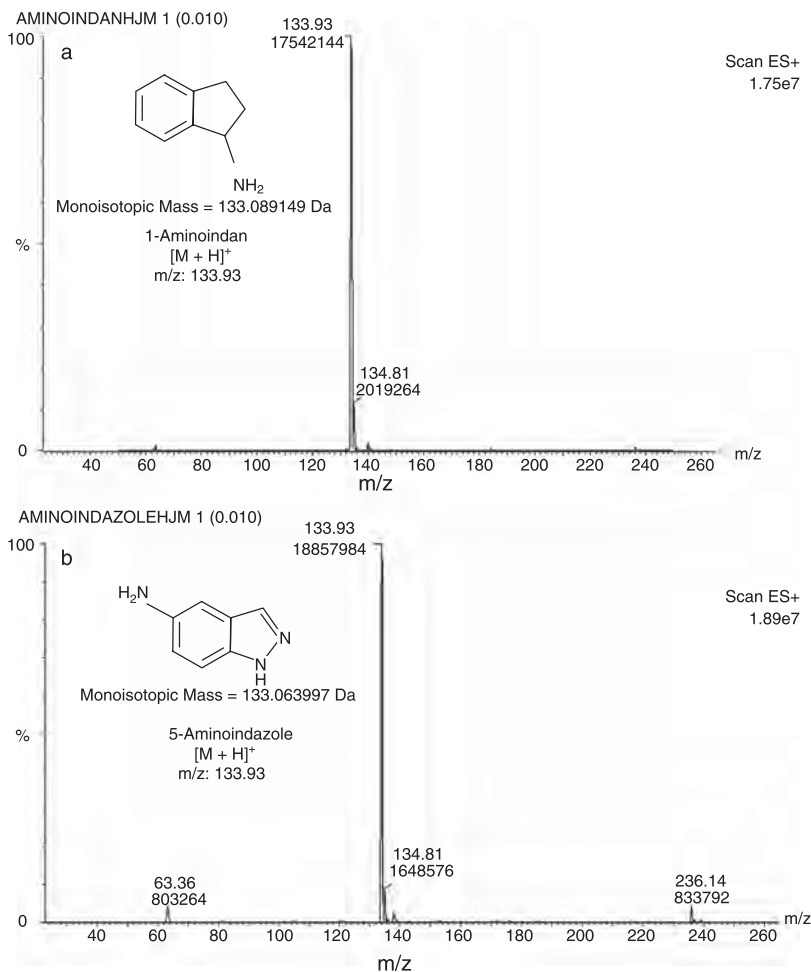 AMINOINDANHJM 1 (0.010)
133.93
17542144
100
a
Scan ES+
1.75e7
NH₂
Monoisotopic Mass = 133.089149 Da
1-Aminoindan
[M + H]⁺
m/z: 133.93
%
134.81
2019264
0
40 60 80 100 120 140 160 180 200 220 240 260 m/z
m/z
AMINOINDAZOLEHJM 1 (0.010)
133.93
18857984
100
b
Scan ES+
1.89e7
H₂N
N
N
H
Monoisotopic Mass = 133.063997 Da
5-Aminoindazole
[M + H]⁺
m/z: 133.93
%
134.81
1648576
63.36
803264
236.14
833792
0
40 60 80 100 120 140 160 180 200 220 240 260 m/z
m/z